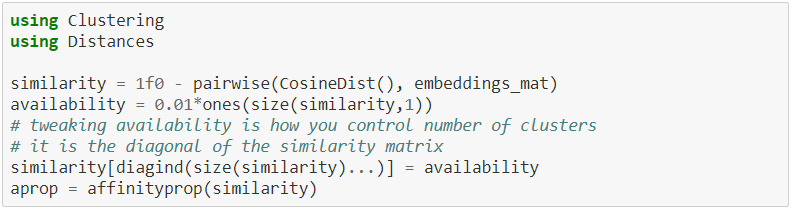 using Clustering
using Distances
similarity = 1f0 - pairwise(CosineDist(), embeddings_mat)
availability = 0.01*ones(size(similarity,1))
# tweaking availability is how you control number of clusters
# it is the diagonal of the similarity matrix
similarity[diagind(size(similarity)...)] = availability
aprop = affinityprop(similarity)